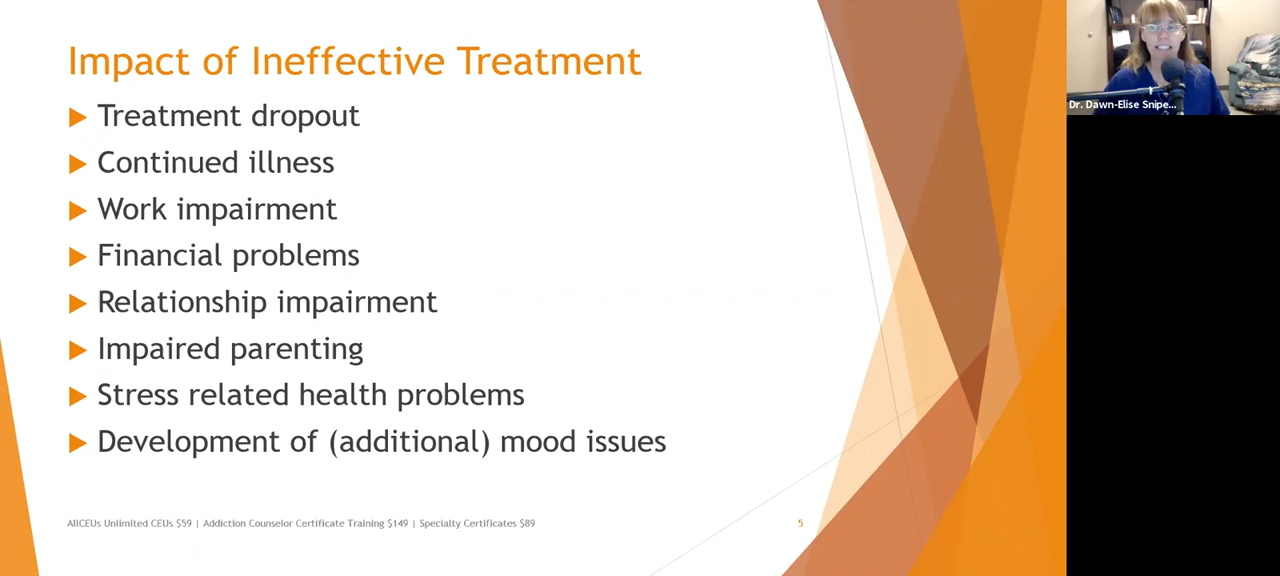 Impact of Ineffective Treatment
Treatment dropout
Continued illness
Work impairment
Financial problems
Relationship impairment
Impaired parenting
Stress related health problems
Development of (additional) mood issues
AllCEUs Unlimited CEUs $59 | Addiction Counselor Certificate Training $149 | Specialty Certificates $89
5
Dr. Dawn-Elise Snipe...